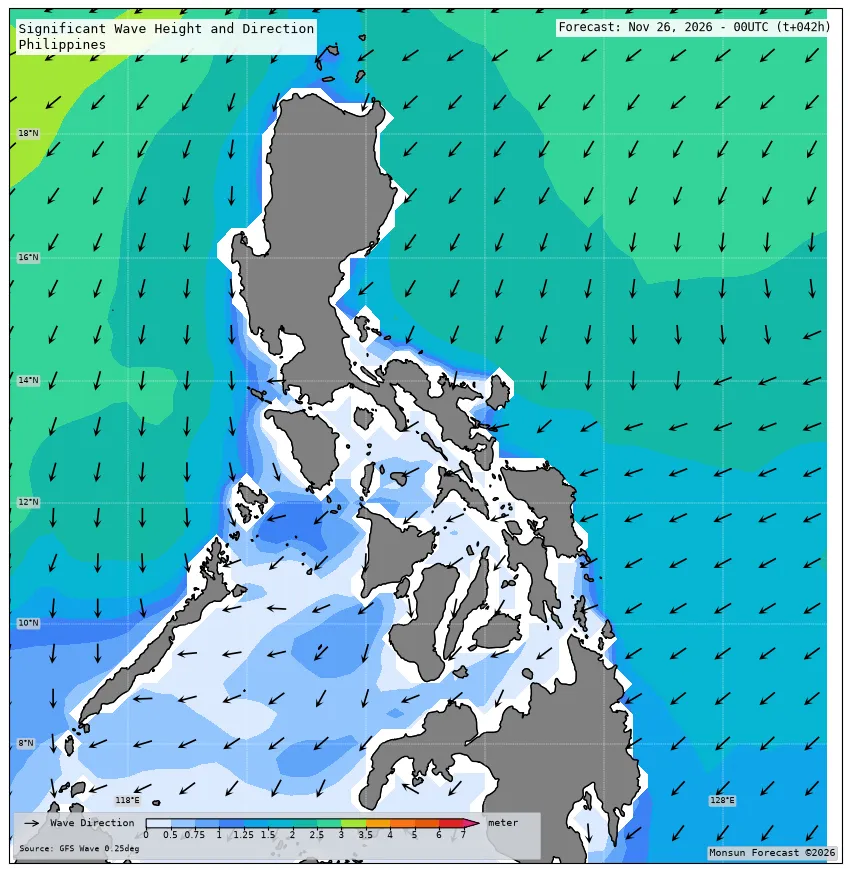 Significant Wave Height and Direction
Philippines
Forecast: Nov 26, 2026 - 00UTC (t+042h)
18°N
16°N
14°N
12°N
10°N
8°N
118°E
128°E
Wave Direction
0 0.5 0.75 1 1.25 1.5 2 2.5 3 3.5 4 5 6 7
meter
Source: GFS Wave 0.25deg
Monsun Forecast ©2026